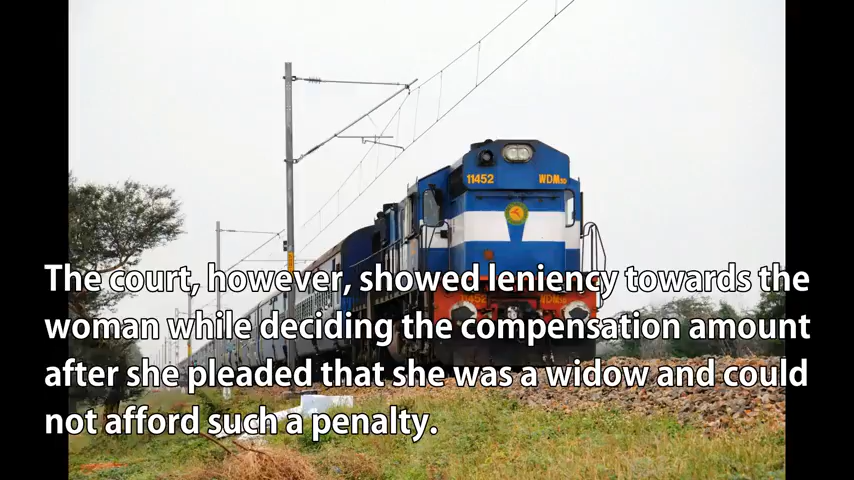 11452 WDM3D
The court, however, showed leniency towards the
woman while deciding the compensation amount
after she pleaded that she was a widow and could
not afford such a penalty.